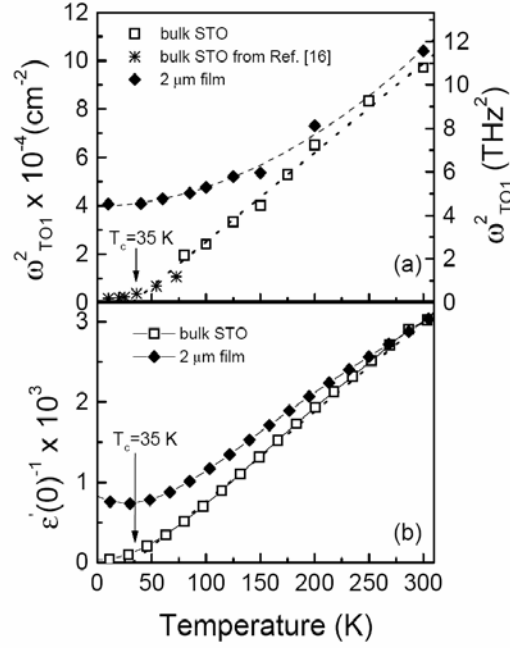 12
10
8
6
4
2
0
ω²TO1 x 10⁻⁴(cm⁻²)
□ bulk STO
✳ bulk STO from Ref. [16]
◆ 2 μm film
Tc=35 K
(a)
12
10
8
6
4
2
0
ω²TO1 (THz²)
3
2
1
0
ε'(0)⁻¹ x 10³
□ bulk STO
◆ 2 μm film
Tc=35 K
(b)
0 50 100 150 200 250 300
Temperature (K)